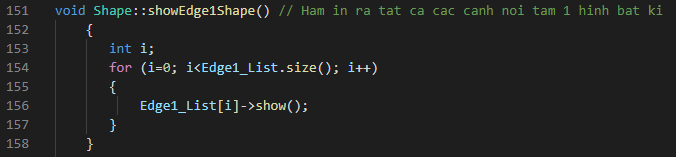 151 void Shape::showEdge1Shape() // Ham in ra tat ca cac canh noi tam 1 hinh bat ki
152 {
153 int i;
154 for (i=0; i<Edge1_List.size(); i++)
155 {
156 Edge1_List[i]->show();
157 }
158 }